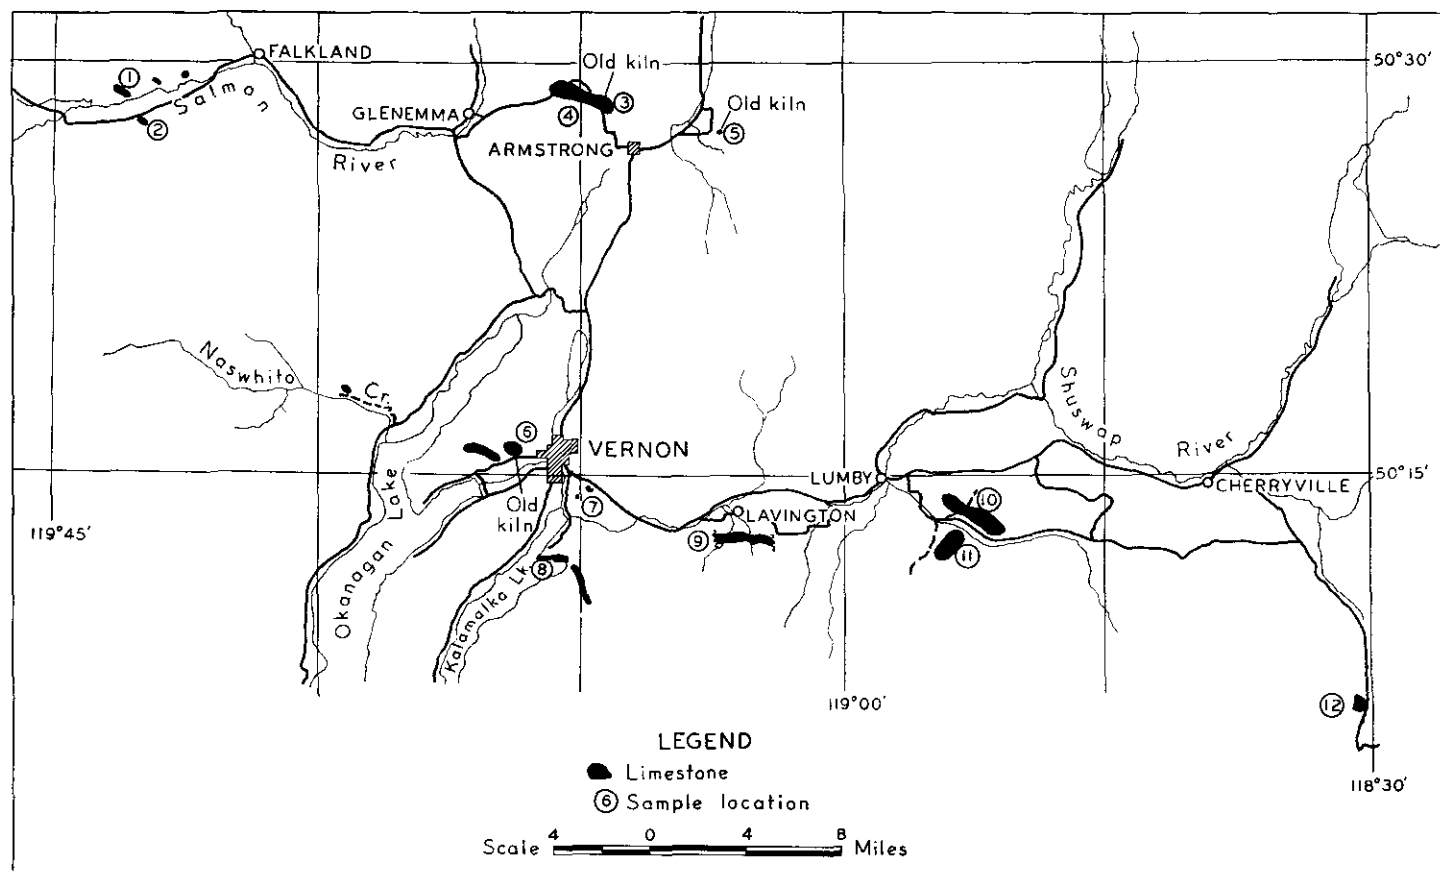 FALKLAND
50°30'
1
Salmon
Old kiln
3
Old kiln
GLENEMMA
4
2
5
ARMSTRONG
River
Naswhito
Cr.
Shuswap
River
6
VERNON
Lake
LUMBY
50°15'
CHERRYVILLE
10
Old
kiln
7
LAVINGTON
119°45'
9
11
8
Okanagan
Kalamalka Lk.
119°00'
12
LEGEND
Limestone
118°30'
6 Sample location
4 0 4 8
Scale Miles